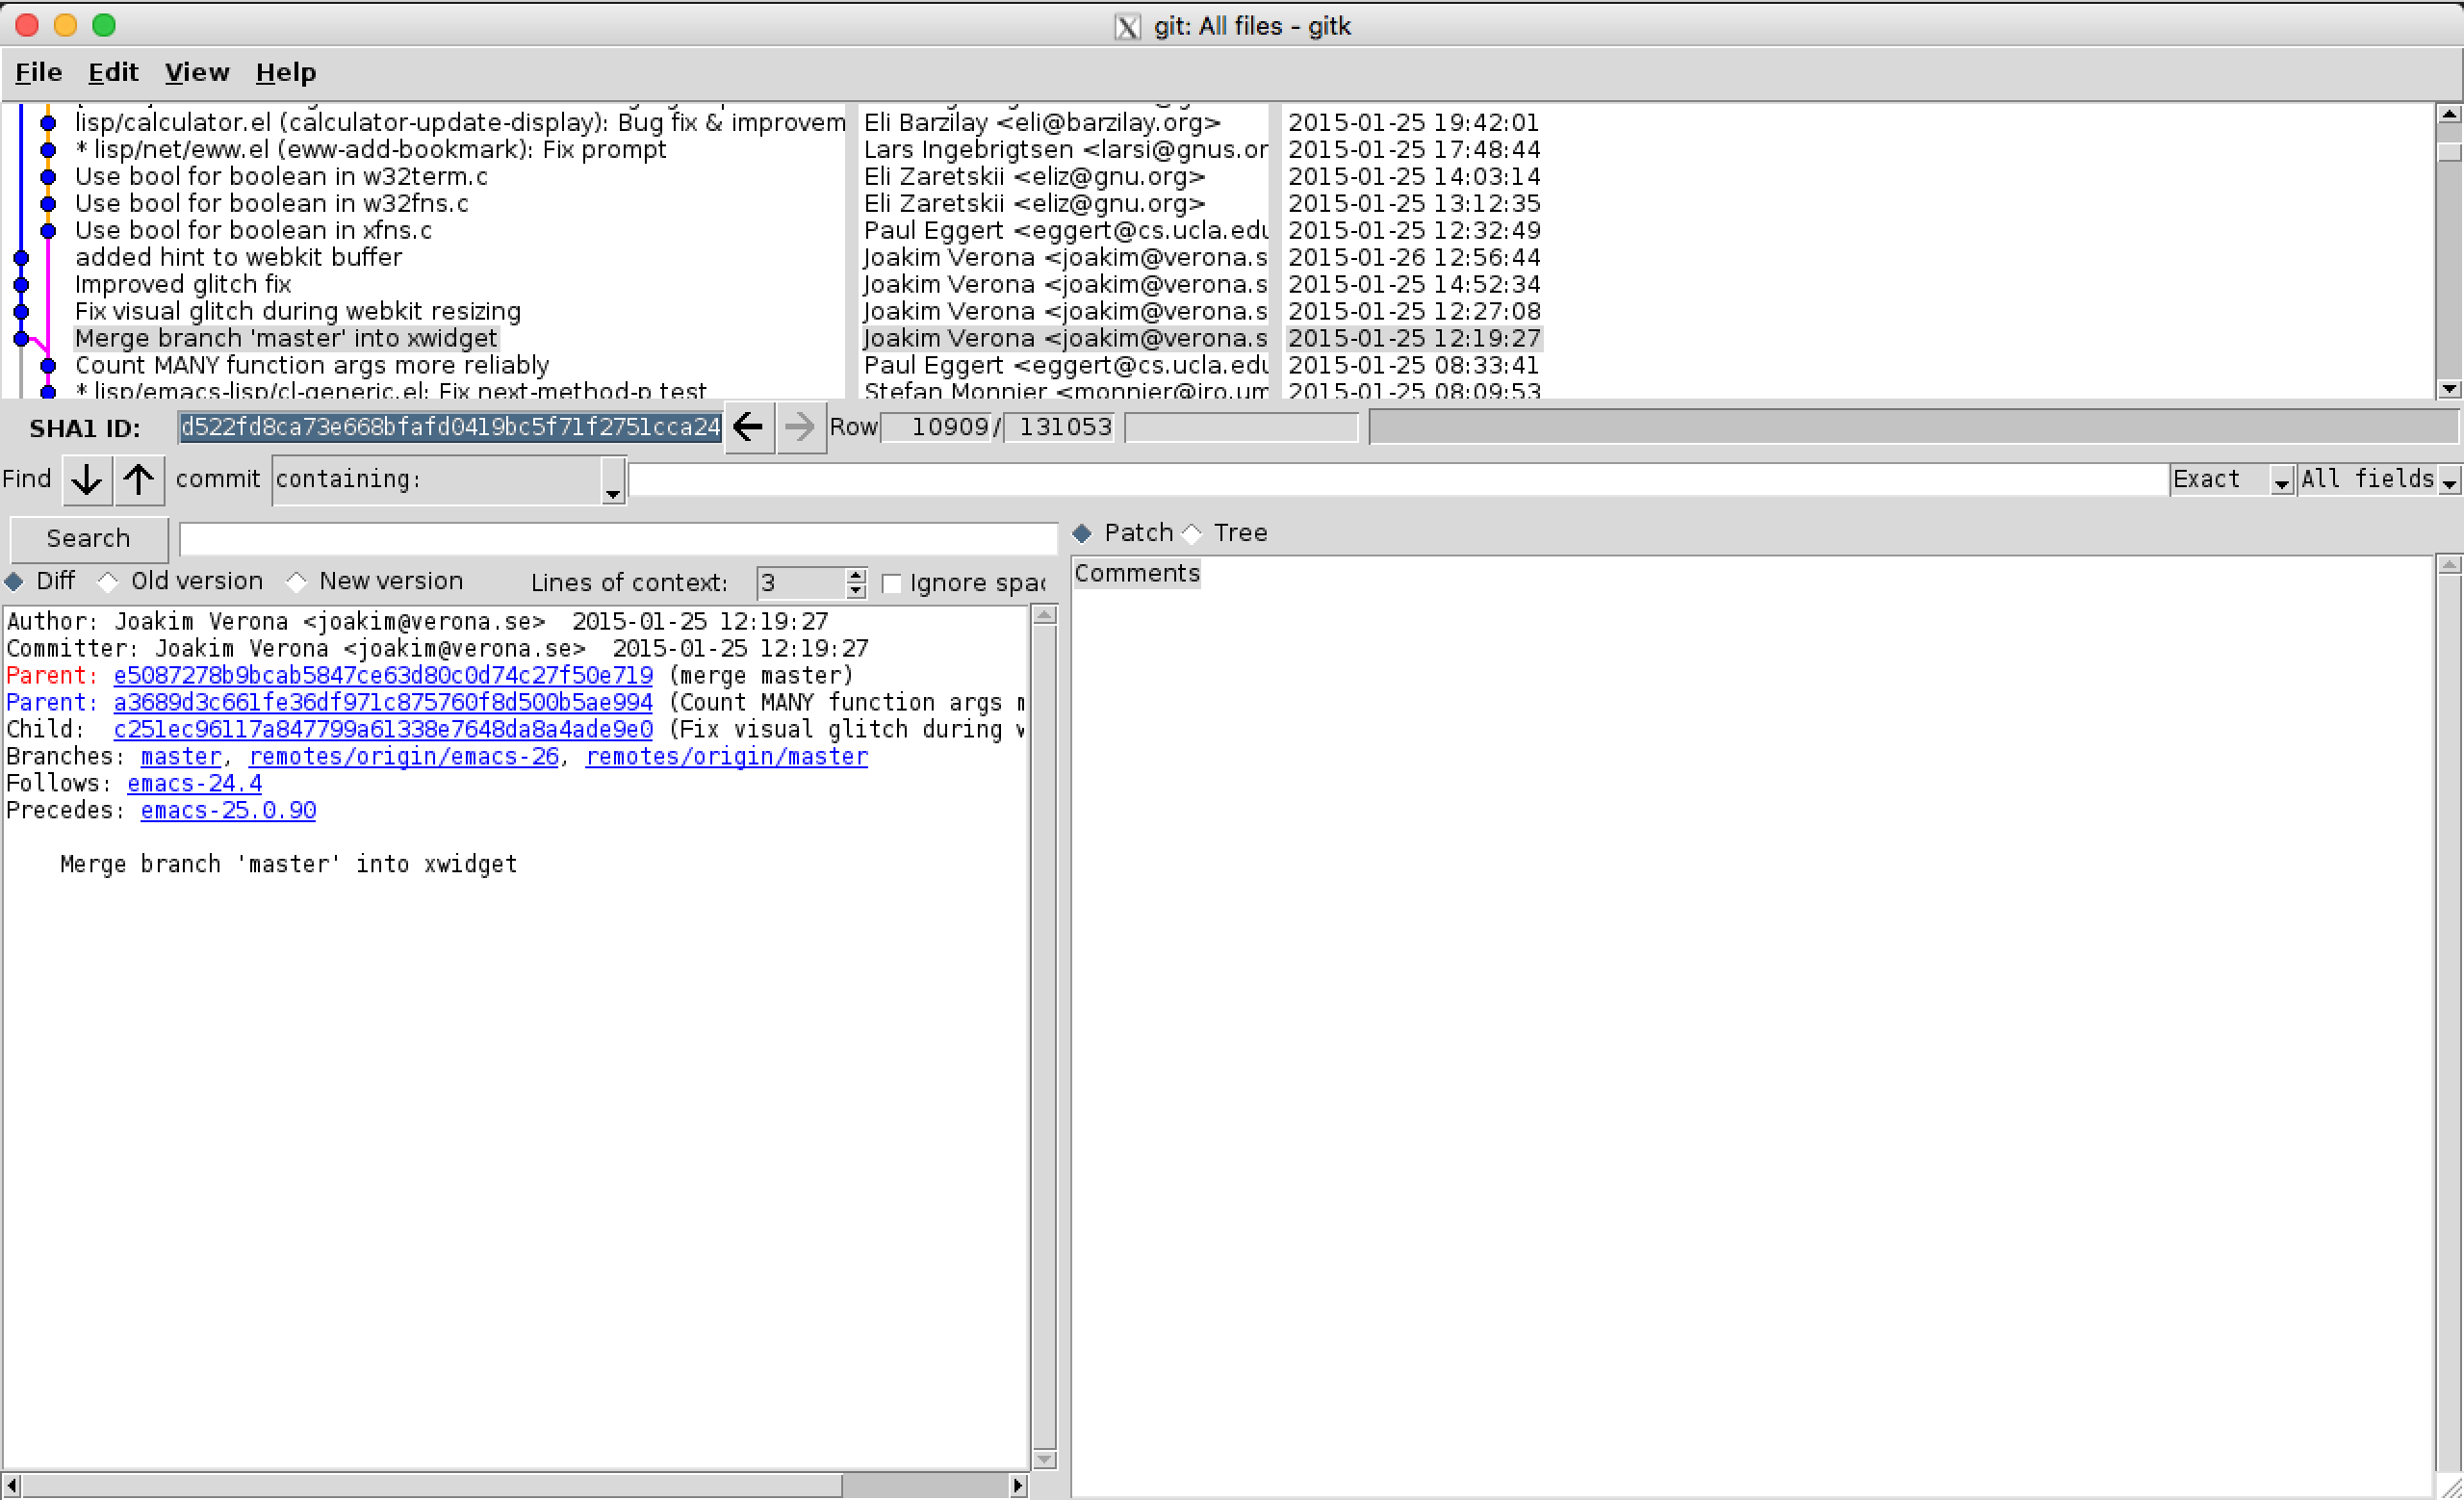 git: All files - gitk
File Edit View Help
lisp/calculator.el (calculator-update-display): Bug fix & improvem Eli Barzilay <eli@barzilay.org> 2015-01-25 19:42:01
* lisp/net/eww.el (eww-add-bookmark): Fix prompt Lars Ingebrigtsen <larsi@gnus.or 2015-01-25 17:48:44
Use bool for boolean in w32term.c Eli Zaretskii <eliz@gnu.org> 2015-01-25 14:03:14
Use bool for boolean in w32fns.c Eli Zaretskii <eliz@gnu.org> 2015-01-25 13:12:35
Use bool for boolean in xfns.c Paul Eggert <eggert@cs.ucla.edu 2015-01-25 12:32:49
added hint to webkit buffer Joakim Verona <joakim@verona.s 2015-01-26 12:56:44
Improved glitch fix Joakim Verona <joakim@verona.s 2015-01-25 14:52:34
Fix visual glitch during webkit resizing Joakim Verona <joakim@verona.s 2015-01-25 12:27:08
Merge branch 'master' into xwidget Joakim Verona <joakim@verona.s 2015-01-25 12:19:27
Count MANY function args more reliably Paul Eggert <eggert@cs.ucla.edu 2015-01-25 08:33:41
* lisp/emacs-lisp/cl-generic.el: Fix next-method-p test Stefan Monnier <monnier@iro.um 2015-01-25 08:09:53
SHA1 ID: d522fd8ca73e668bfafd0419bc5f71f2751cca24 Row 10909 / 131053
Find commit containing: Exact All fields
Search
Patch Tree
Diff Old version New version Lines of context: 3 Ignore spac
Comments
Author: Joakim Verona <joakim@verona.se> 2015-01-25 12:19:27
Committer: Joakim Verona <joakim@verona.se> 2015-01-25 12:19:27
Parent: e5087278b9bcab5847ce63d80c0d74c27f50e719 (merge master)
Parent: a3689d3c661fe36df971c875760f8d500b5ae994 (Count MANY function args m
Child: c251ec96117a847799a61338e7648da8a4ade9e0 (Fix visual glitch during w
Branches: master, remotes/origin/emacs-26, remotes/origin/master
Follows: emacs-24.4
Precedes: emacs-25.0.90
Merge branch 'master' into xwidget